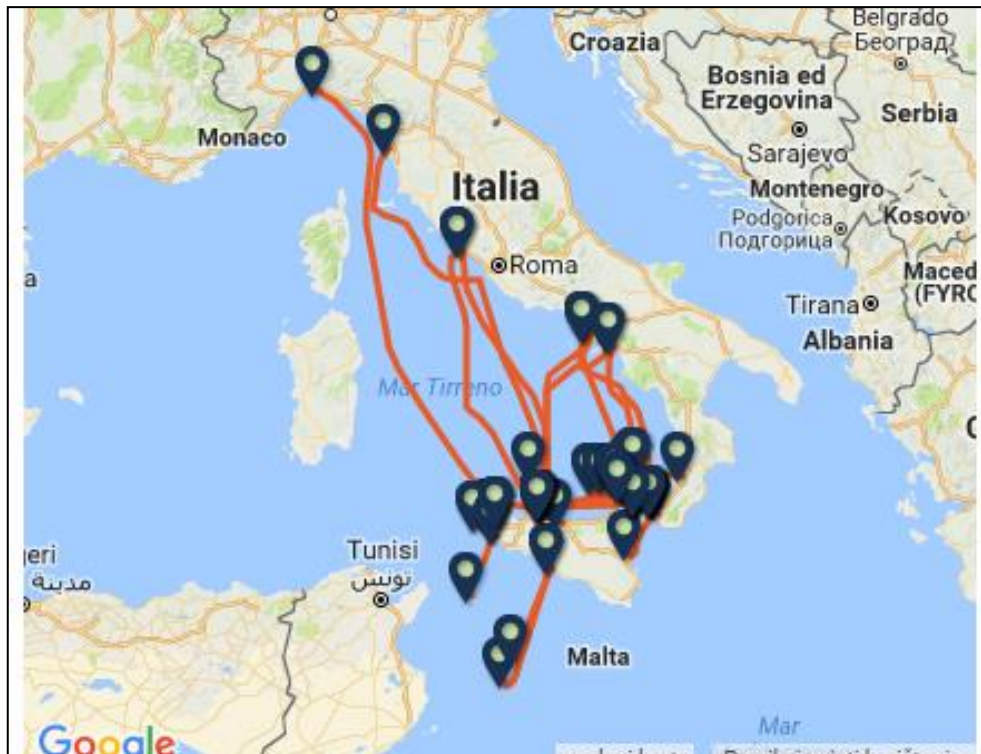 Croazia
Belgrado
Београд
Bosnia ed
Erzegovina
Serbia
Monaco
Sarajevo
Italia
Montenegro
Podgorica
Подгорица
Kosovo
Roma
Maced
(FYRO
Tirana
Albania
Mar Tirreno
Tunisi
تونس
jeri
مدينة
Malta
Mar
Google